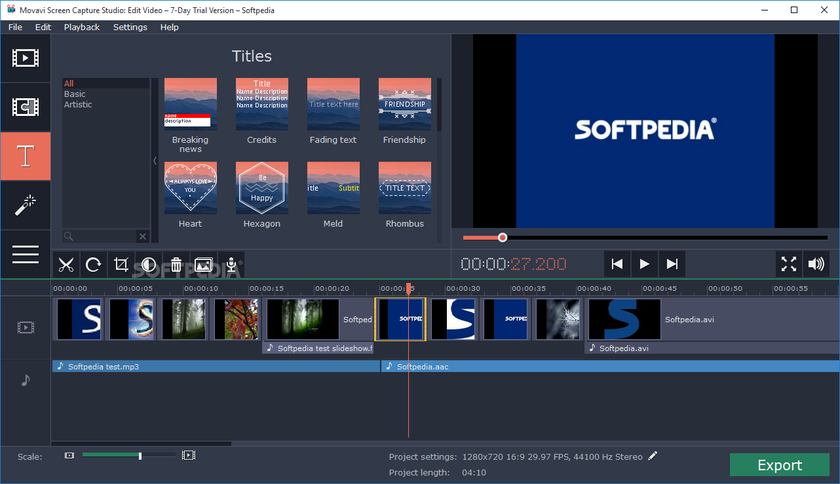 Movavi Screen Capture Studio: Edit Video – 7-Day Trial Version – Softpedia
File Edit Playback Settings Help
Titles
All
Basic
Artistic
name
description
Breaking
news
Title
Name Description
Name Description
Name Description
Credits
Title text here
Fading text
FRIENDSHIP
Friendship
ALWAYS LOVE
YOU
Heart
Be
Happy
Hexagon
itle Subtit
Meld
TITLE TEXT
Rhombus
SOFTPEDIA®
00:00:27.200
SOFTPEDIA
00:00:00 00:00:05 00:00:10 00:00:15 00:00:20 00:00:25 00:00:30 00:00:35 00:00:40 00:00:45 00:00:50 00:00:55
S S Softped SOFTPE S SOFTPE S Softpedia.avi
Softpedia test slideshow.f
Softpedia.avi
Softpedia test.mp3
Softpedia.aac
Scale:
Project settings: 1280x720 16:9 29.97 FPS, 44100 Hz Stereo
Project length: 04:10
Export